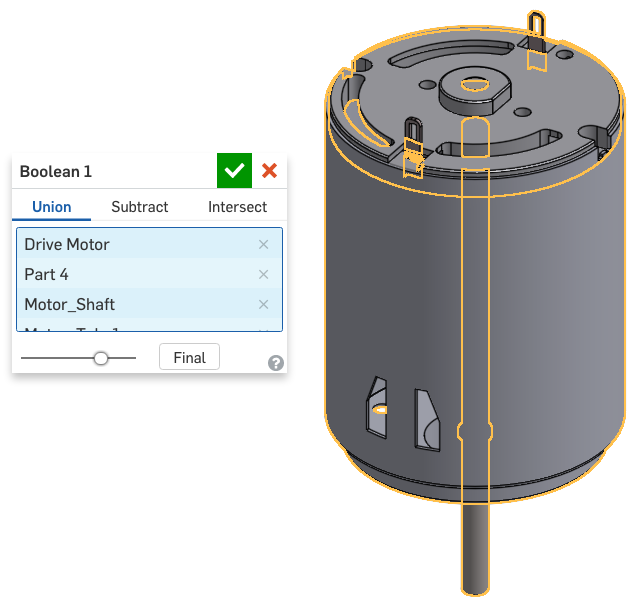 Boolean 1
Union Subtract Intersect
Drive Motor
Part 4
Motor_Shaft
Final